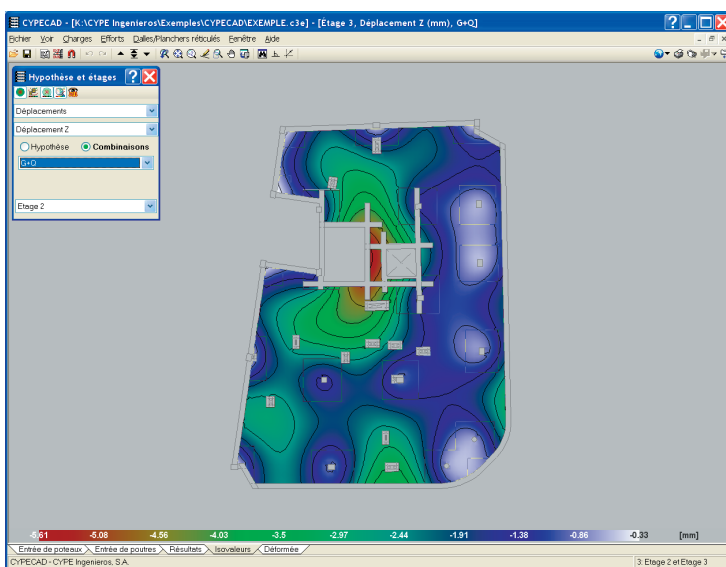 CYPECAD - [K:\CYPE Ingenieros\Exemples\CYPECAD\EXEMPLE.c3e] - [Étage 3, Déplacement Z (mm), G+Q]
Fichier Voir Charges Efforts Dalles/Planchers réticulés Fenêtre Aide
Hypothèse et étages
Déplacements
Déplacement Z
Hypothèse Combinaisons
G+Q
Etage 2
-5.61 -5.08 -4.56 -4.03 -3.5 -2.97 -2.44 -1.91 -1.38 -0.86 -0.33 [mm]
Entrée de poteaux Entrée de poutres Résultats Isovaleurs Déformée
CYPECAD - CYPE Ingenieros, S.A. 3: Etage 2 et Etage 3